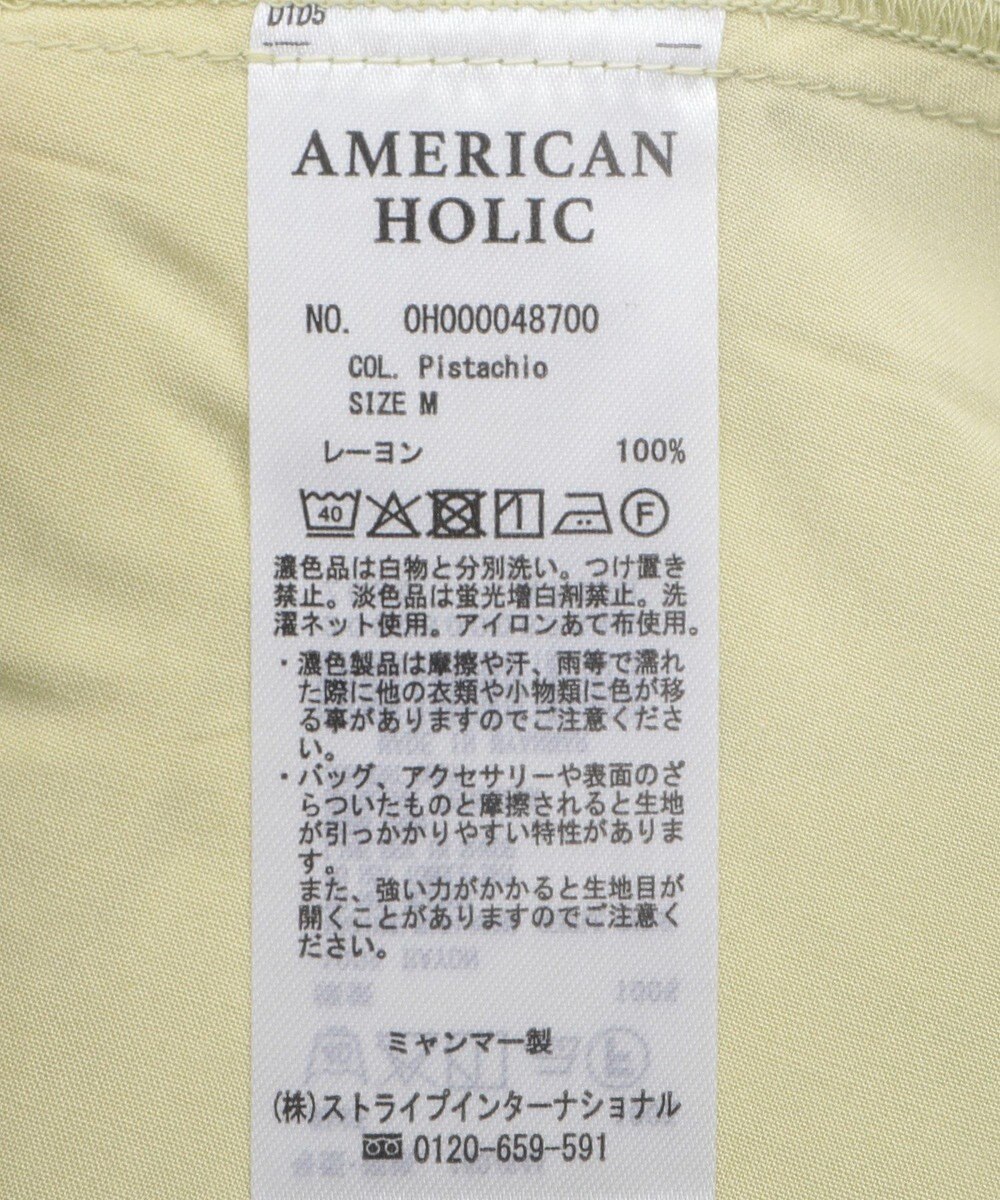 D1D5
AMERICAN
HOLIC
NO. 0H000048700
COL. Pistachio
SIZE M
レーヨン 100%
40 F
濃色品は白物と分別洗い。つけ置き
禁止。淡色品は蛍光増白剤禁止。洗
濯ネット使用。アイロンあて布使用。
・濃色製品は摩擦や汗、雨等で濡れ
た際に他の衣類や小物類に色が移
る事がありますのでご注意くださ
い。
・バッグ、アクセサリーや表面のざ
らついたものと摩擦されると生地
が引っかかりやすい特性がありま
す。
また、強い力がかかると生地目が
開くことがありますのでご注意く
ださい。
ミャンマー製
(株)ストライプインターナショナル
0120-659-591